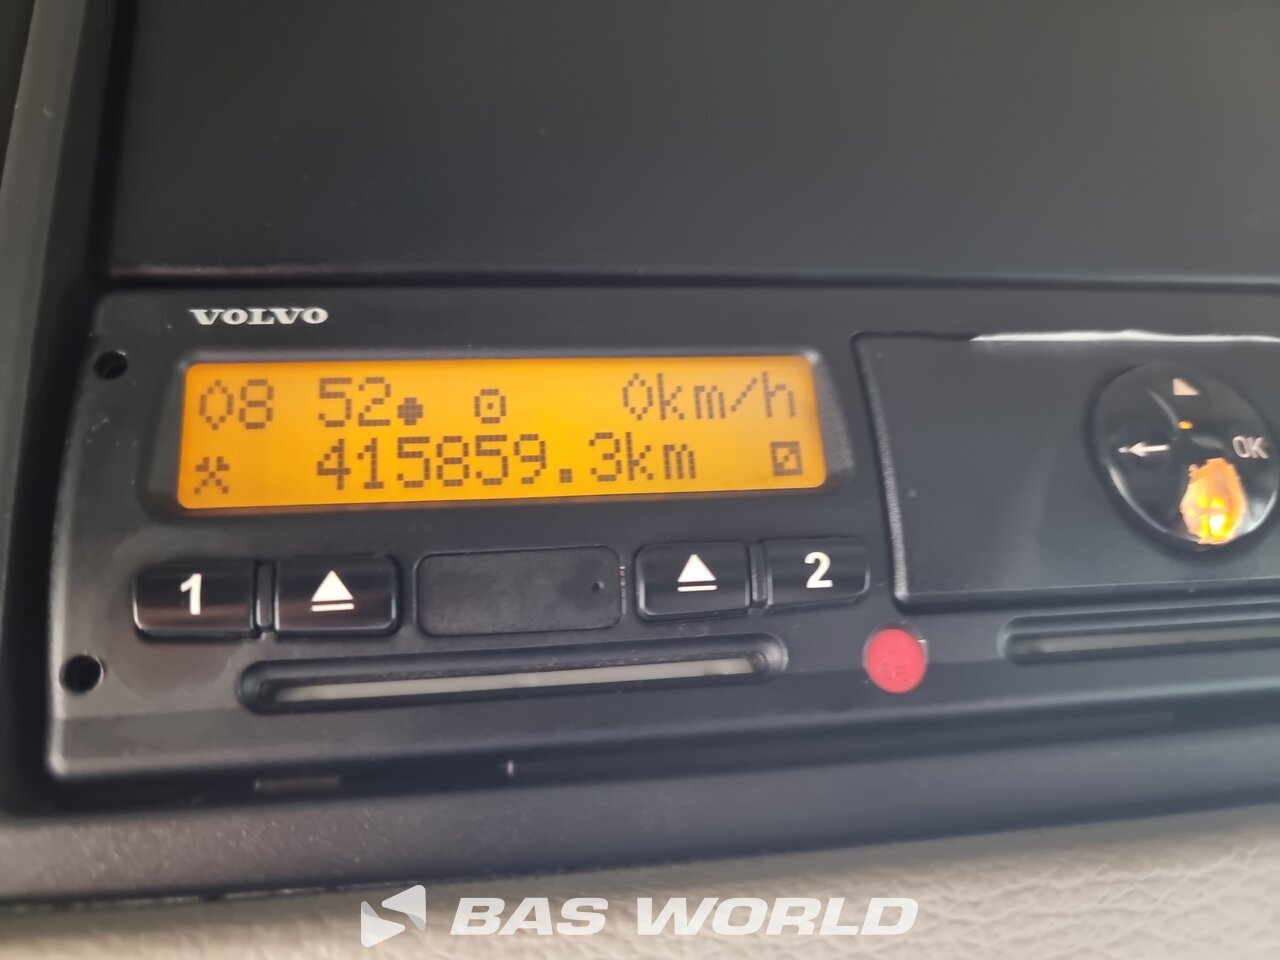 VOLVO
08 52 0km/h
415859.3km
1 2
OK
BAS WORLD